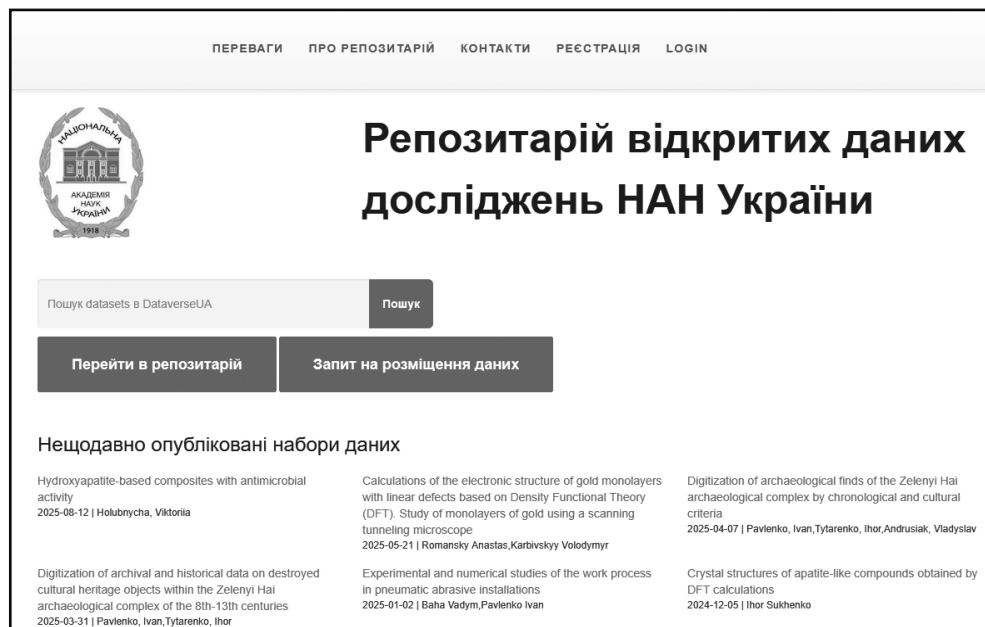 ПЕРЕВАГИ ПРО РЕПОЗИТАРІЙ КОНТАКТИ РЕЄСТРАЦІЯ LOGIN
НАЦІОНАЛЬНА
АКАДЕМІЯ
НАУК
УКРАЇНИ
1918
Репозитарій відкритих даних
досліджень НАН України
Пошук datasets в DataverseUA
Пошук
Перейти в репозитарій
Запит на розміщення даних
Нещодавно опубліковані набори даних
Hydroxyapatite-based composites with antimicrobial
activity
2025-08-12 | Holubnycha, Viktoriia
Calculations of the electronic structure of gold monolayers
with linear defects based on Density Functional Theory
(DFT). Study of monolayers of gold using a scanning
tunneling microscope
2025-05-21 | Romansky Anastas,Karbivskyy Volodymyr
Digitization of archaeological finds of the Zelenyi Hai
archaeological complex by chronological and cultural
criteria
2025-04-07 | Pavlenko, Ivan,Tytarenko, Ihor,Andrusiak, Vladyslav
Digitization of archival and historical data on destroyed
cultural heritage objects within the Zelenyi Hai
archaeological complex of the 8th-13th centuries
2025-03-31 | Pavlenko, Ivan,Tytarenko, Ihor
Experimental and numerical studies of the work process
in pneumatic abrasive installations
2025-01-02 | Baha Vadym,Pavlenko Ivan
Crystal structures of apatite-like compounds obtained by
DFT calculations
2024-12-05 | Ihor Sukhenko